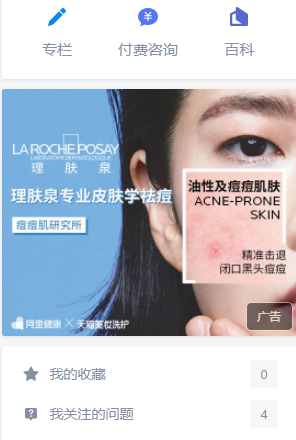 专栏
付费咨询
百科
LA ROCHE POSAY
LABORATOIRE DERMATOLOGIQUE
理肤泉
理肤泉专业皮肤学祛痘
痘痘肌研究所
油性及痘痘肌肤
ACNE-PRONE
SKIN
精准击退
闭口黑头痘痘
阿里健康 × 天猫美妆洗护
广告
我的收藏
0
我关注的问题
4